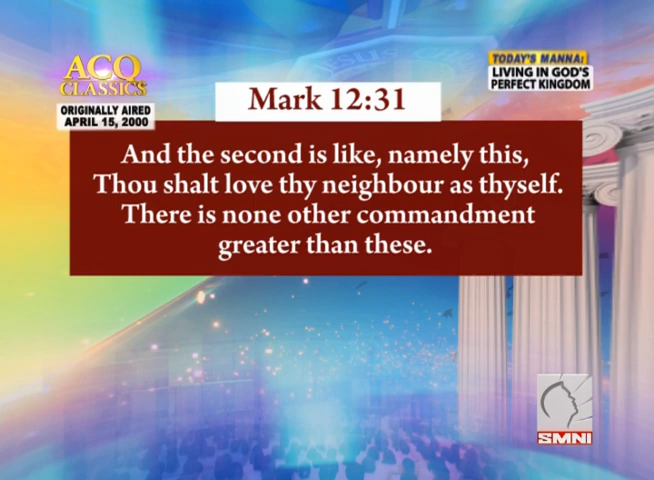 ACQ
CLASSICS
ORIGINALLY AIRED
APRIL 15, 2000
TODAY'S MANNA:
LIVING IN GOD'S
PERFECT KINGDOM
Mark 12:31
And the second is like, namely this,
Thou shalt love thy neighbour as thyself.
There is none other commandment
greater than these.
SMNI